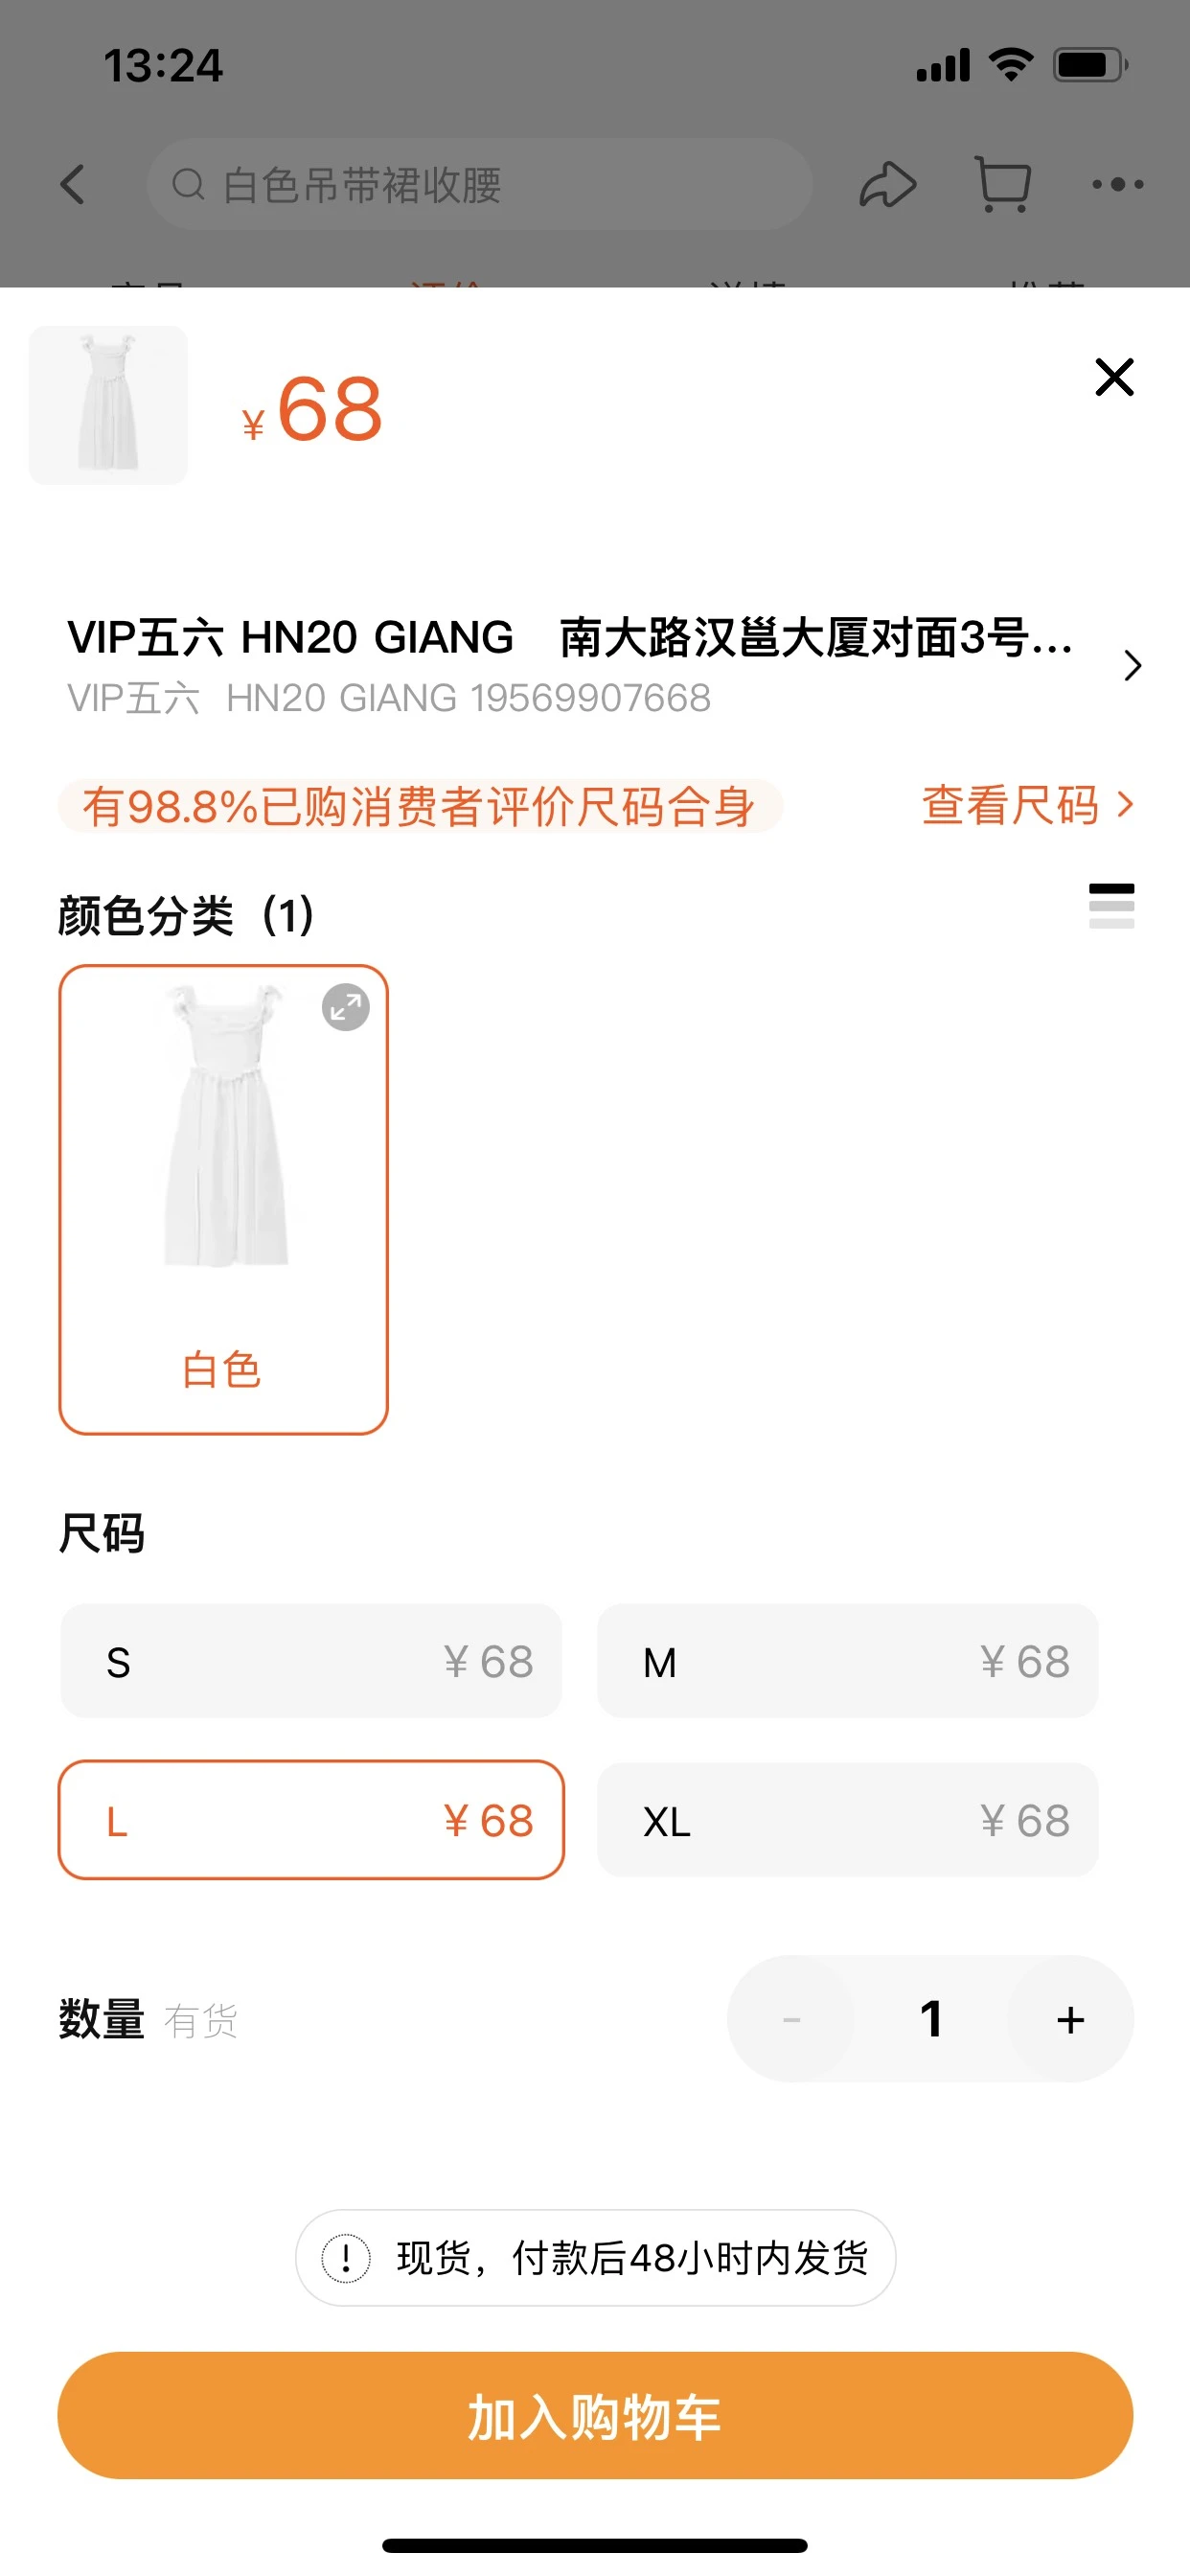 13:24
白色吊带裙收腰
¥68
VIP五六 HN20 GIANG 南大路汉邕大厦对面3号...
VIP五六 HN20 GIANG 19569907668
有98.8%已购消费者评价尺码合身
查看尺码
颜色分类（1）
白色
尺码
S ¥68
M ¥68
L ¥68
XL ¥68
数量 有货
- 1 +
现货，付款后48小时内发货
加入购物车